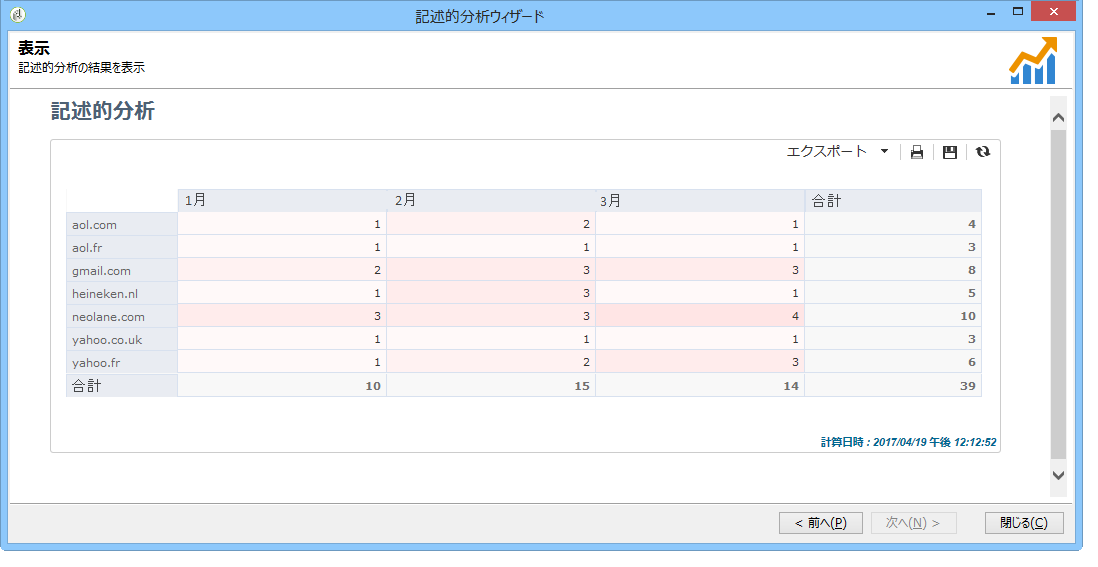 記述的分析ウィザード
表示
記述的分析の結果を表示
記述的分析
エクスポート
1月 2月 3月 合計
aol.com 1 2 1 4
aol.fr 1 1 1 3
gmail.com 2 3 3 8
heineken.nl 1 3 1 5
neolane.com 3 3 4 10
yahoo.co.uk 1 1 1 3
yahoo.fr 1 2 3 6
合計 10 15 14 39
計算日時 : 2017/04/19 午後 12:12:52
< 前へ(P) 次へ(N) > 閉じる(C)